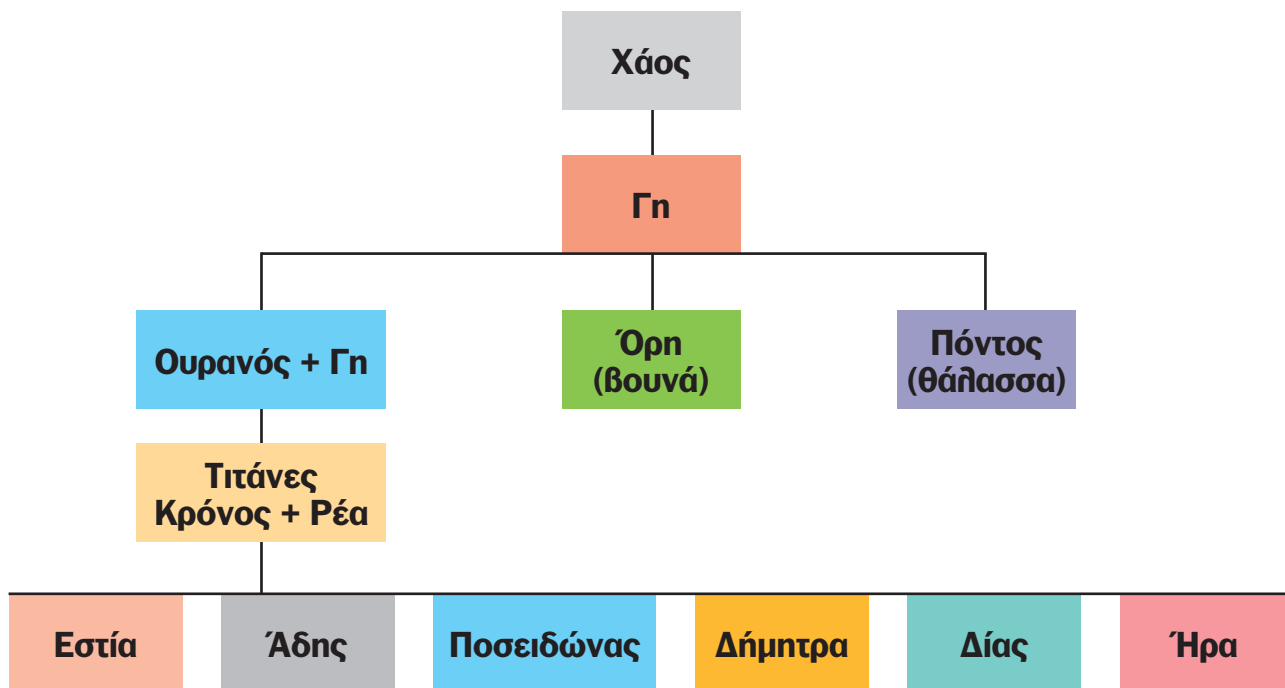 Χάος
Γη
Ουρανός + Γη
Όρη
(βουνά)
Πόντος
(θάλασσα)
Τιτάνες
Κρόνος + Ρέα
Εστία
Άδης
Ποσειδώνας
Δήμητρα
Δίας
Ήρα